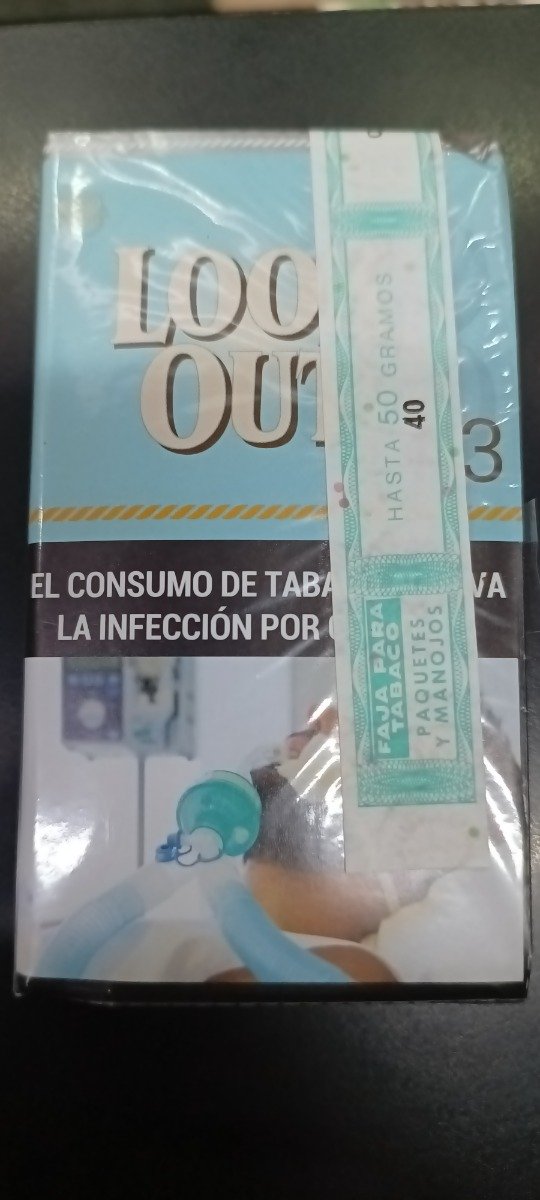 LOO
OUT
3
EL CONSUMO DE TABA VA
LA INFECCIÓN POR
HASTA 50 GRAMOS
40
FAJA PARA
TABACO
PAQUETES
Y MANOJOS